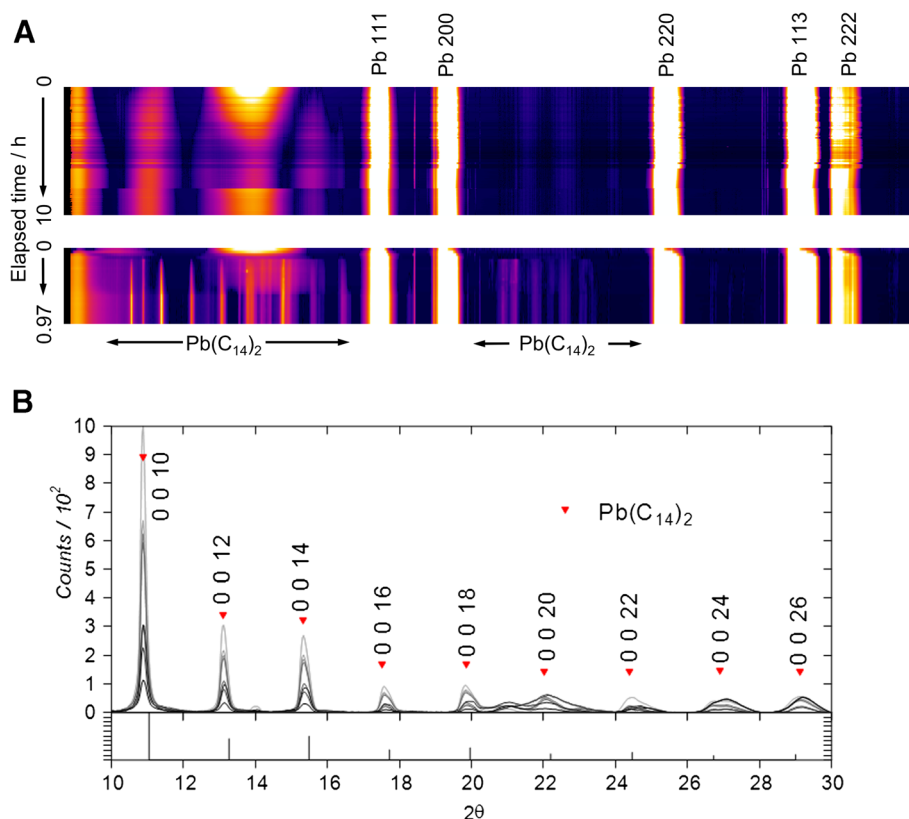 A
Pb 111
Pb 200
Pb 220
Pb 113
Pb 222
Elapsed time / h
0
10
0
0.97
Pb(C₁₄)₂
Pb(C₁₄)₂
B
Counts / 10²
10
9
8
7
6
5
4
3
2
1
0
0 0 10
0 0 12
0 0 14
0 0 16
0 0 18
0 0 20
0 0 22
0 0 24
0 0 26
Pb(C₁₄)₂
10 12 14 16 18 20 22 24 26 28 30
2θ